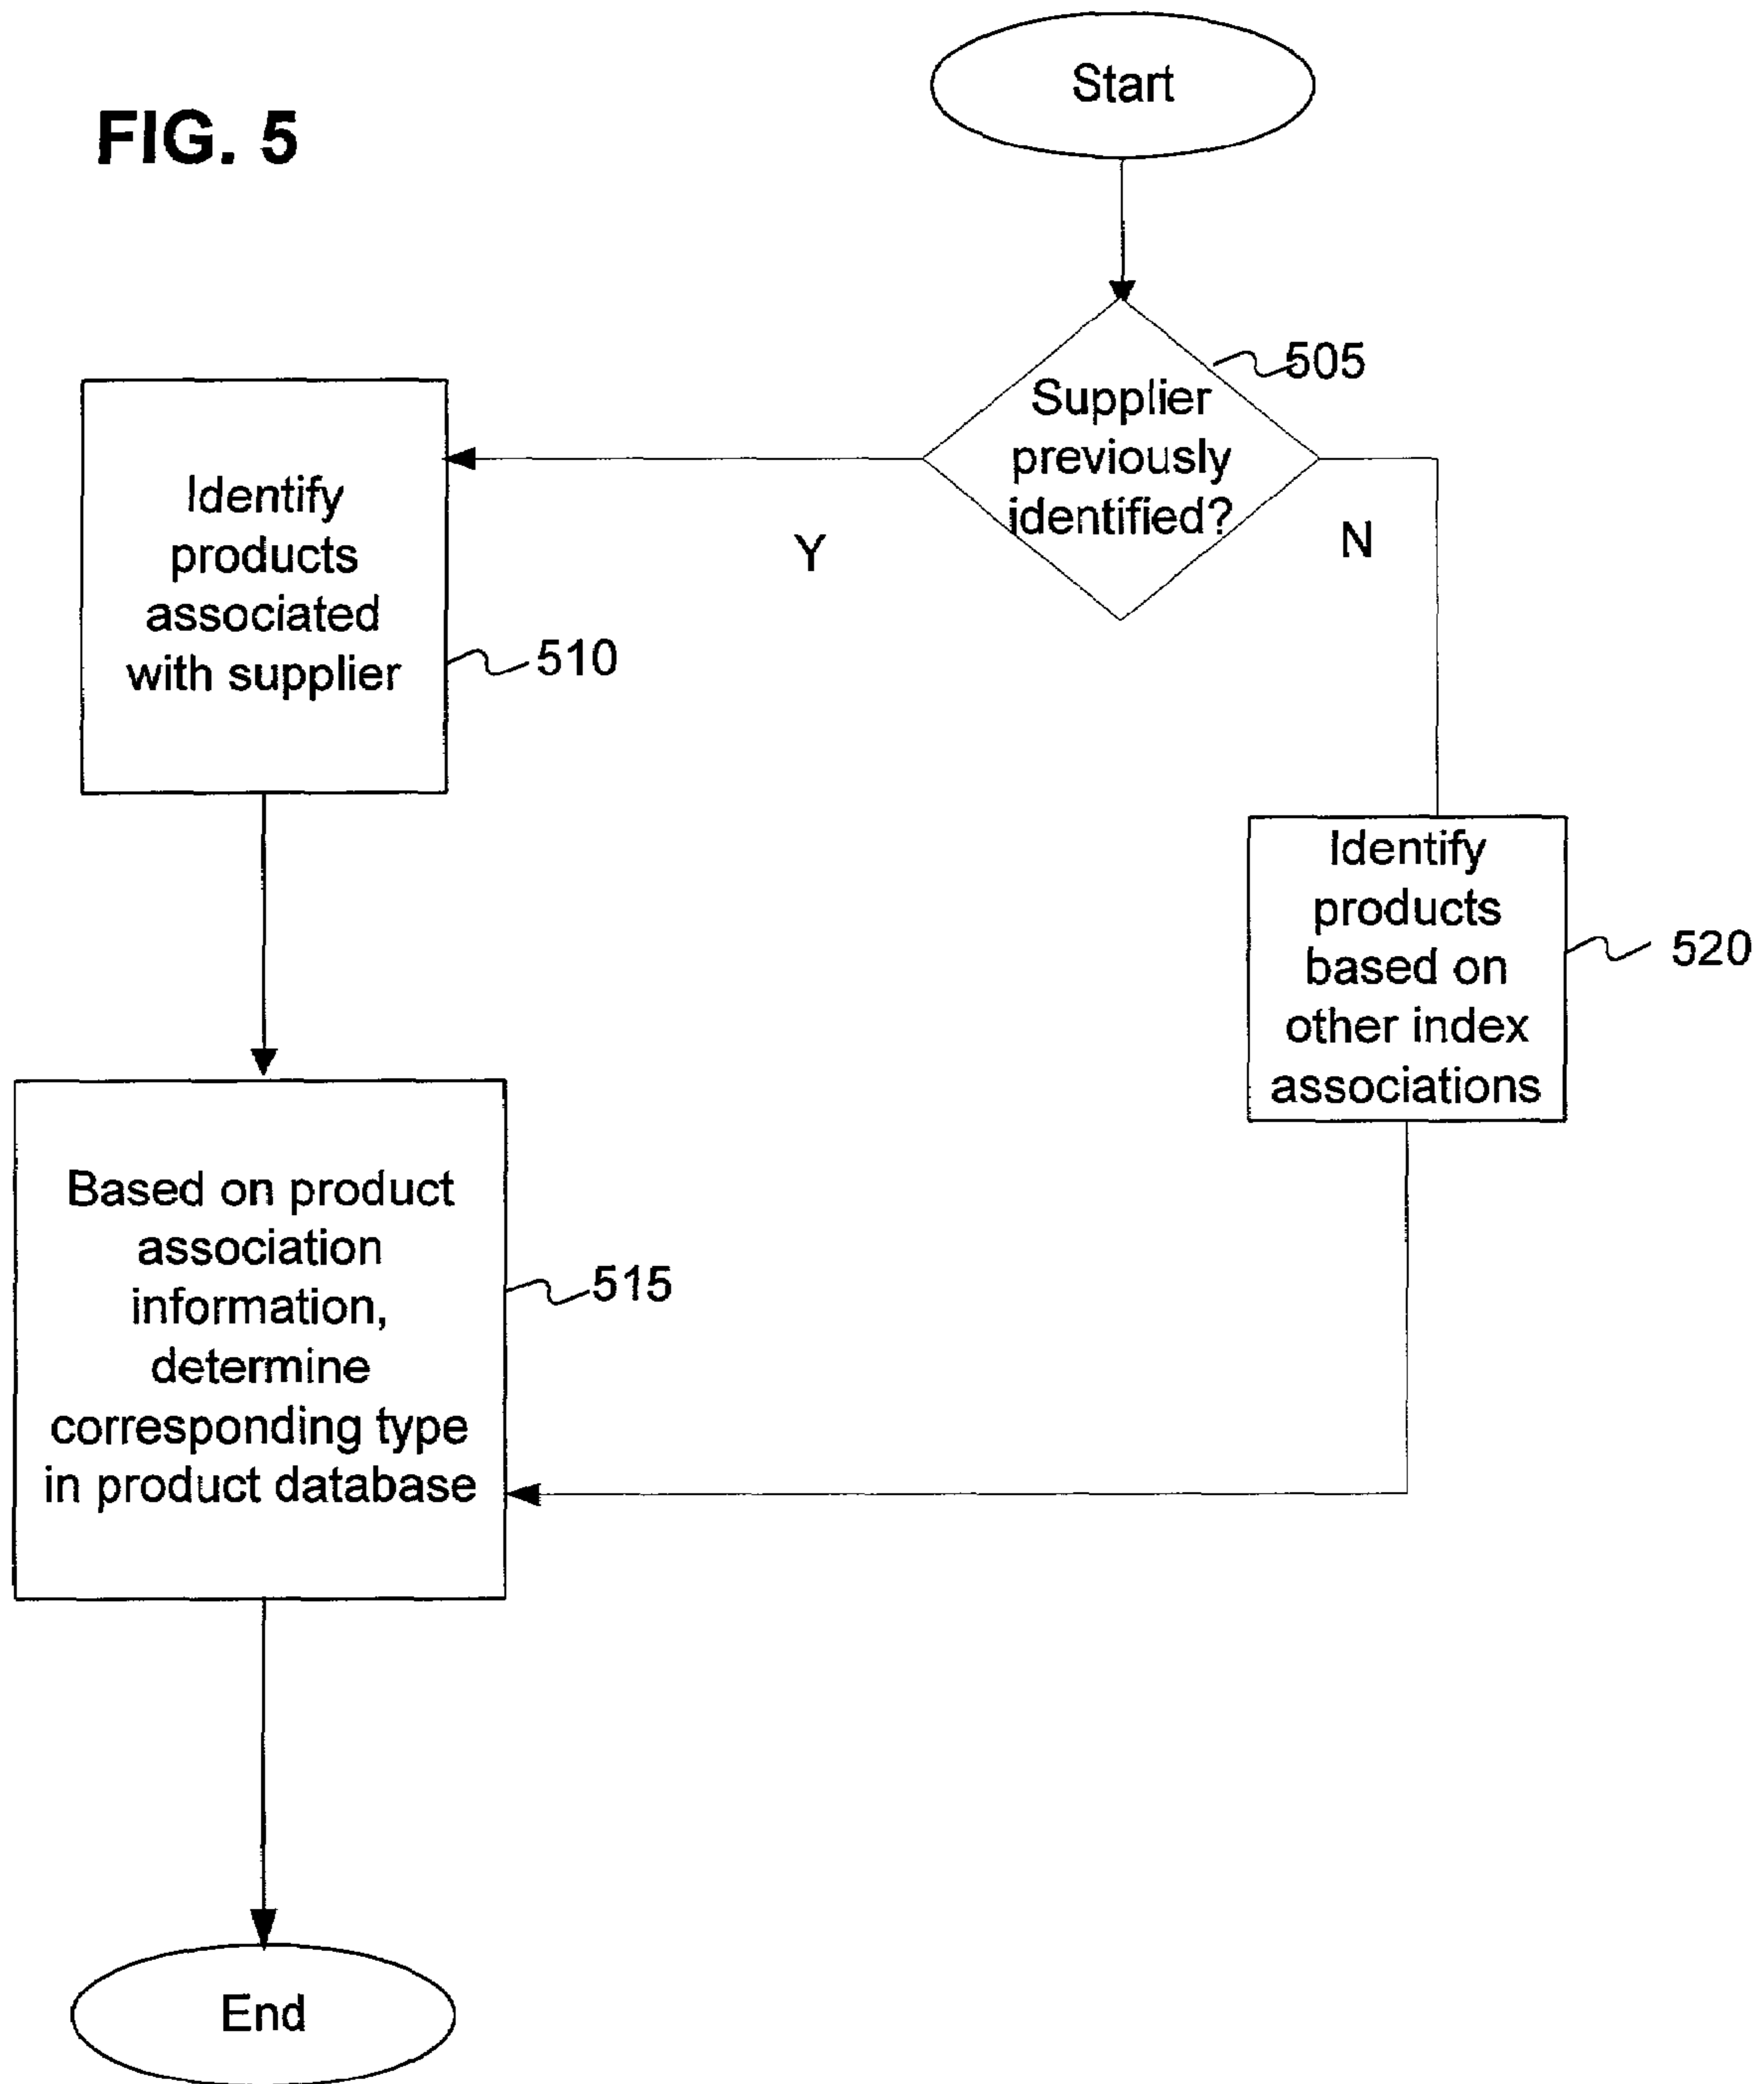 FIG. 5
Start
505
Supplier
previously
identified?
Y
N
Identify
products
associated
with supplier
510
Identify
products
based on
other index
associations
520
Based on product
association
information,
determine
corresponding type
in product database
515
End